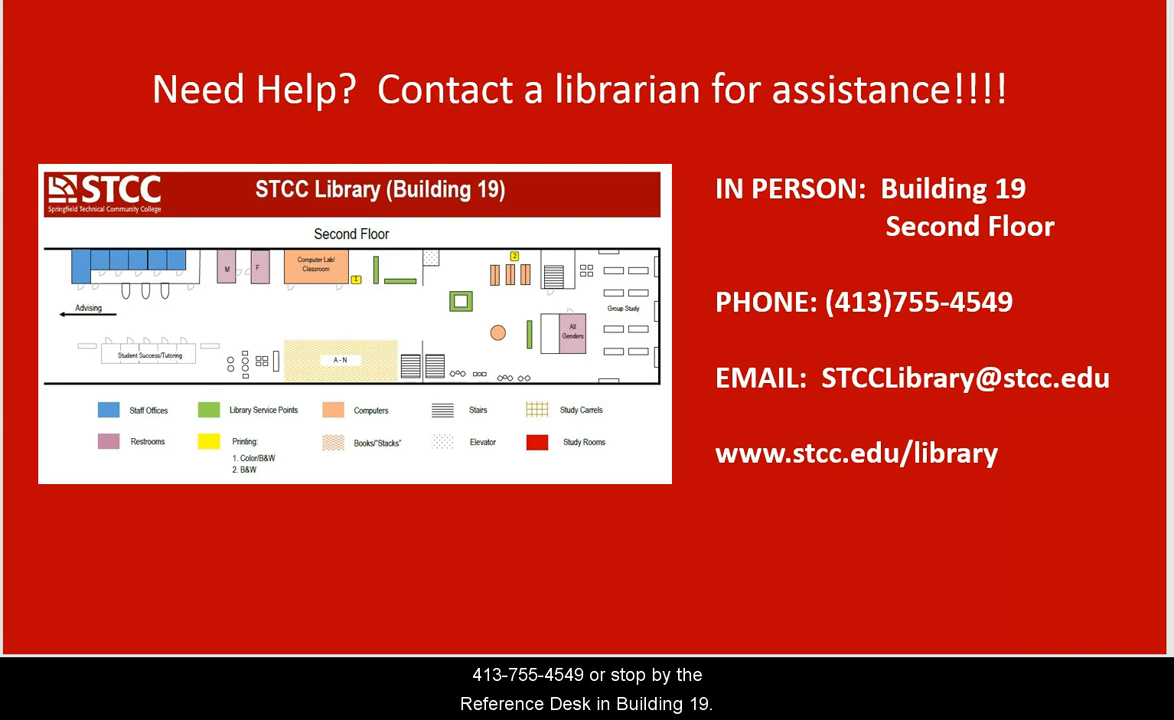 Need Help?  Contact a librarian for assistance!!!!
STCC
Springfield Technical Community College
STCC Library (Building 19)
Second Floor
M
F
Computer Lab/
Classroom
1
2
Advising
Group Study
All
Genders
Student Success/Tutoring
A - N
Staff Offices
Library Service Points
Computers
Stairs
Study Carrels
Restrooms
Printing:
1. Color/B&W
2. B&W
Books/"Stacks"
Elevator
Study Rooms
IN PERSON:  Building 19
Second Floor
PHONE: (413)755-4549
EMAIL:  STCCLibrary@stcc.edu
www.stcc.edu/library
413-755-4549 or stop by the
Reference Desk in Building 19.